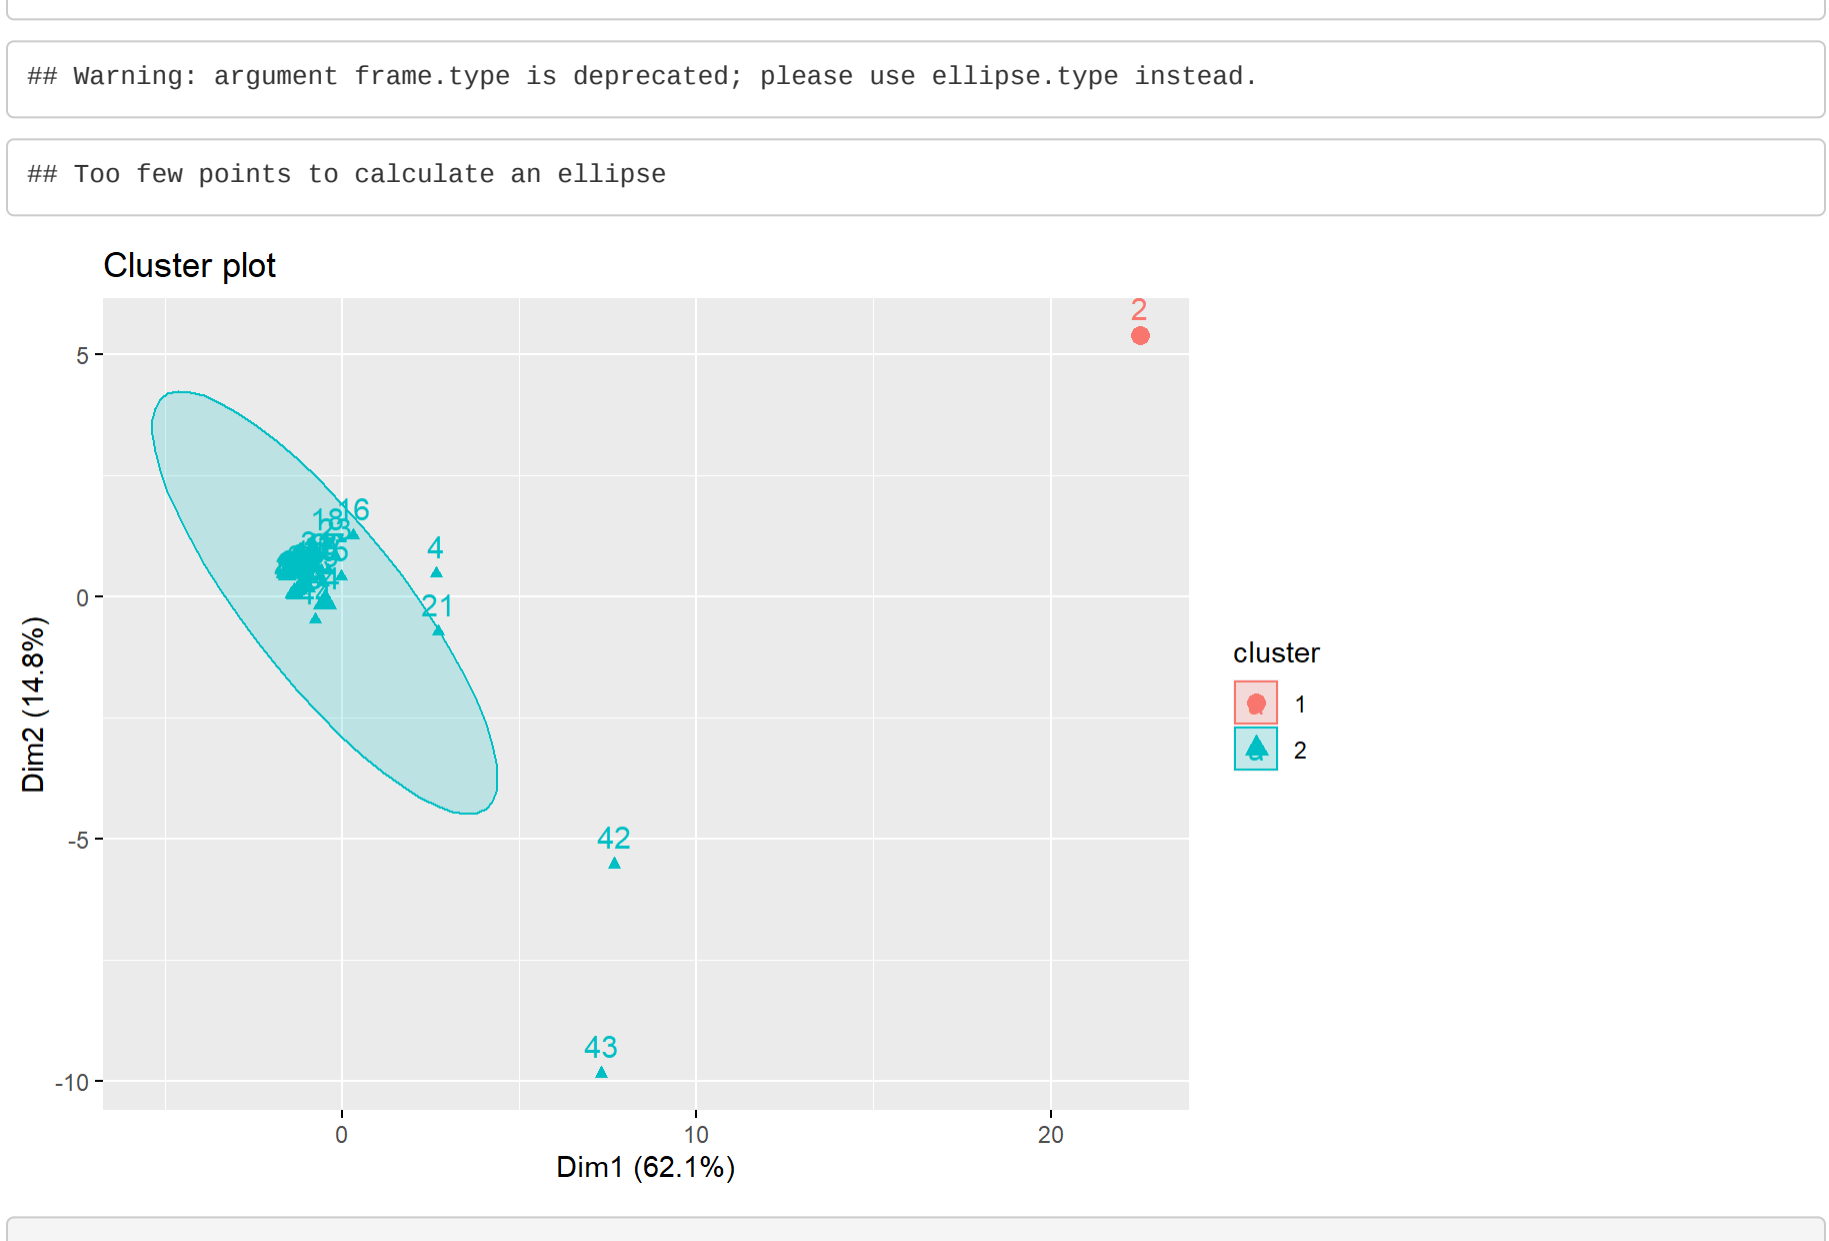 ## Warning: argument frame.type is deprecated; please use ellipse.type instead.
## Too few points to calculate an ellipse
Cluster plot
2
5
16
18
4
0
21
cluster
1
2
Dim2 (14.8%)
-5
42
43
-10
0 10 20
Dim1 (62.1%)